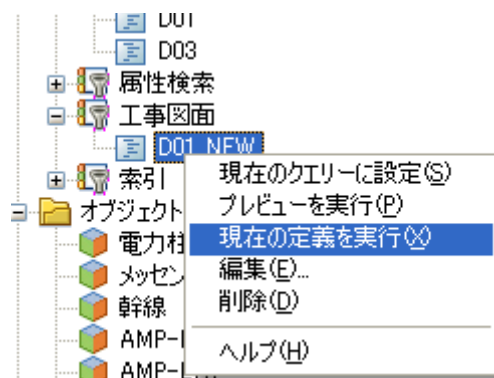 D01
D03
属性検索
工事図面
D01_NEW
現在のクエリーに設定(S)
索引
プレビューを実行(P)
オブジェクト
現在の定義を実行(X)
電力柱
編集(E)...
メッセン
削除(D)
幹線
AMP-
ヘルプ(H)
AMP-